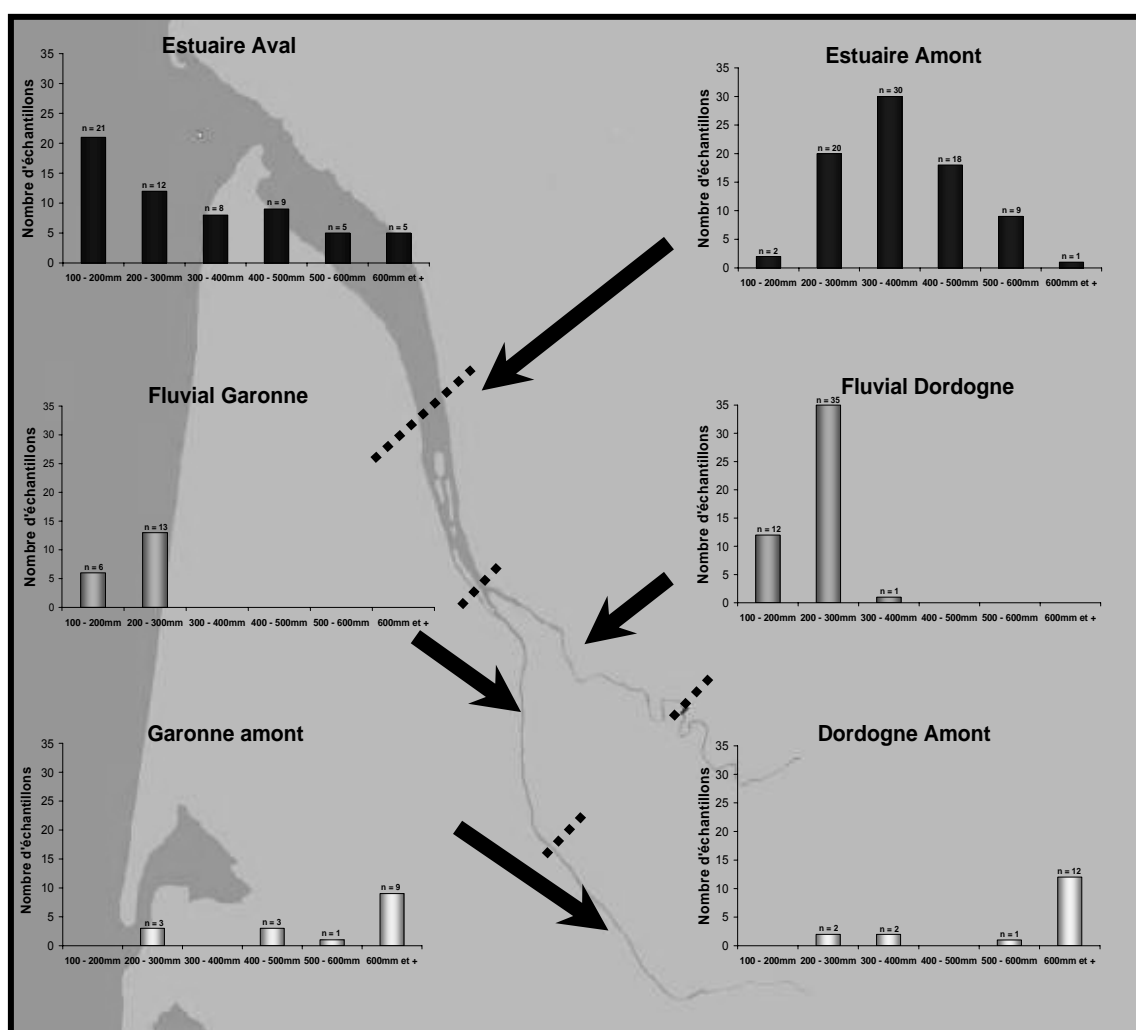 Estuaire Aval
Nombre d'échantillons
35
30
25
20
15
10
5
0
n = 21
n = 12
n = 8
n = 9
n = 5
n = 5
100 - 200mm 200 - 300mm 300 - 400mm 400 - 500mm 500 - 600mm 600mm et +
Estuaire Amont
Nombre d'échantillons
35
30
25
20
15
10
5
0
n = 2
n = 20
n = 30
n = 18
n = 9
n = 1
100 - 200mm 200 - 300mm 300 - 400mm 400 - 500mm 500 - 600mm 600mm et +
Fluvial Garonne
Nombre d'échantillons
35
30
25
20
15
10
5
0
n = 6
n = 13
100 - 200mm 200 - 300mm 300 - 400mm 400 - 500mm 500 - 600mm 600mm et +
Fluvial Dordogne
Nombre d'échantillons
35
30
25
20
15
10
5
0
n = 12
n = 35
n = 1
100 - 200mm 200 - 300mm 300 - 400mm 400 - 500mm 500 - 600mm 600mm et +
Garonne amont
Nombre d'échantillons
35
30
25
20
15
10
5
0
n = 3
n = 3
n = 1
n = 9
100 - 200mm 200 - 300mm 300 - 400mm 400 - 500mm 500 - 600mm 600mm et +
Dordogne Amont
Nombre d'échantillons
35
30
25
20
15
10
5
0
n = 2
n = 2
n = 1
n = 12
100 - 200mm 200 - 300mm 300 - 400mm 400 - 500mm 500 - 600mm 600mm et +